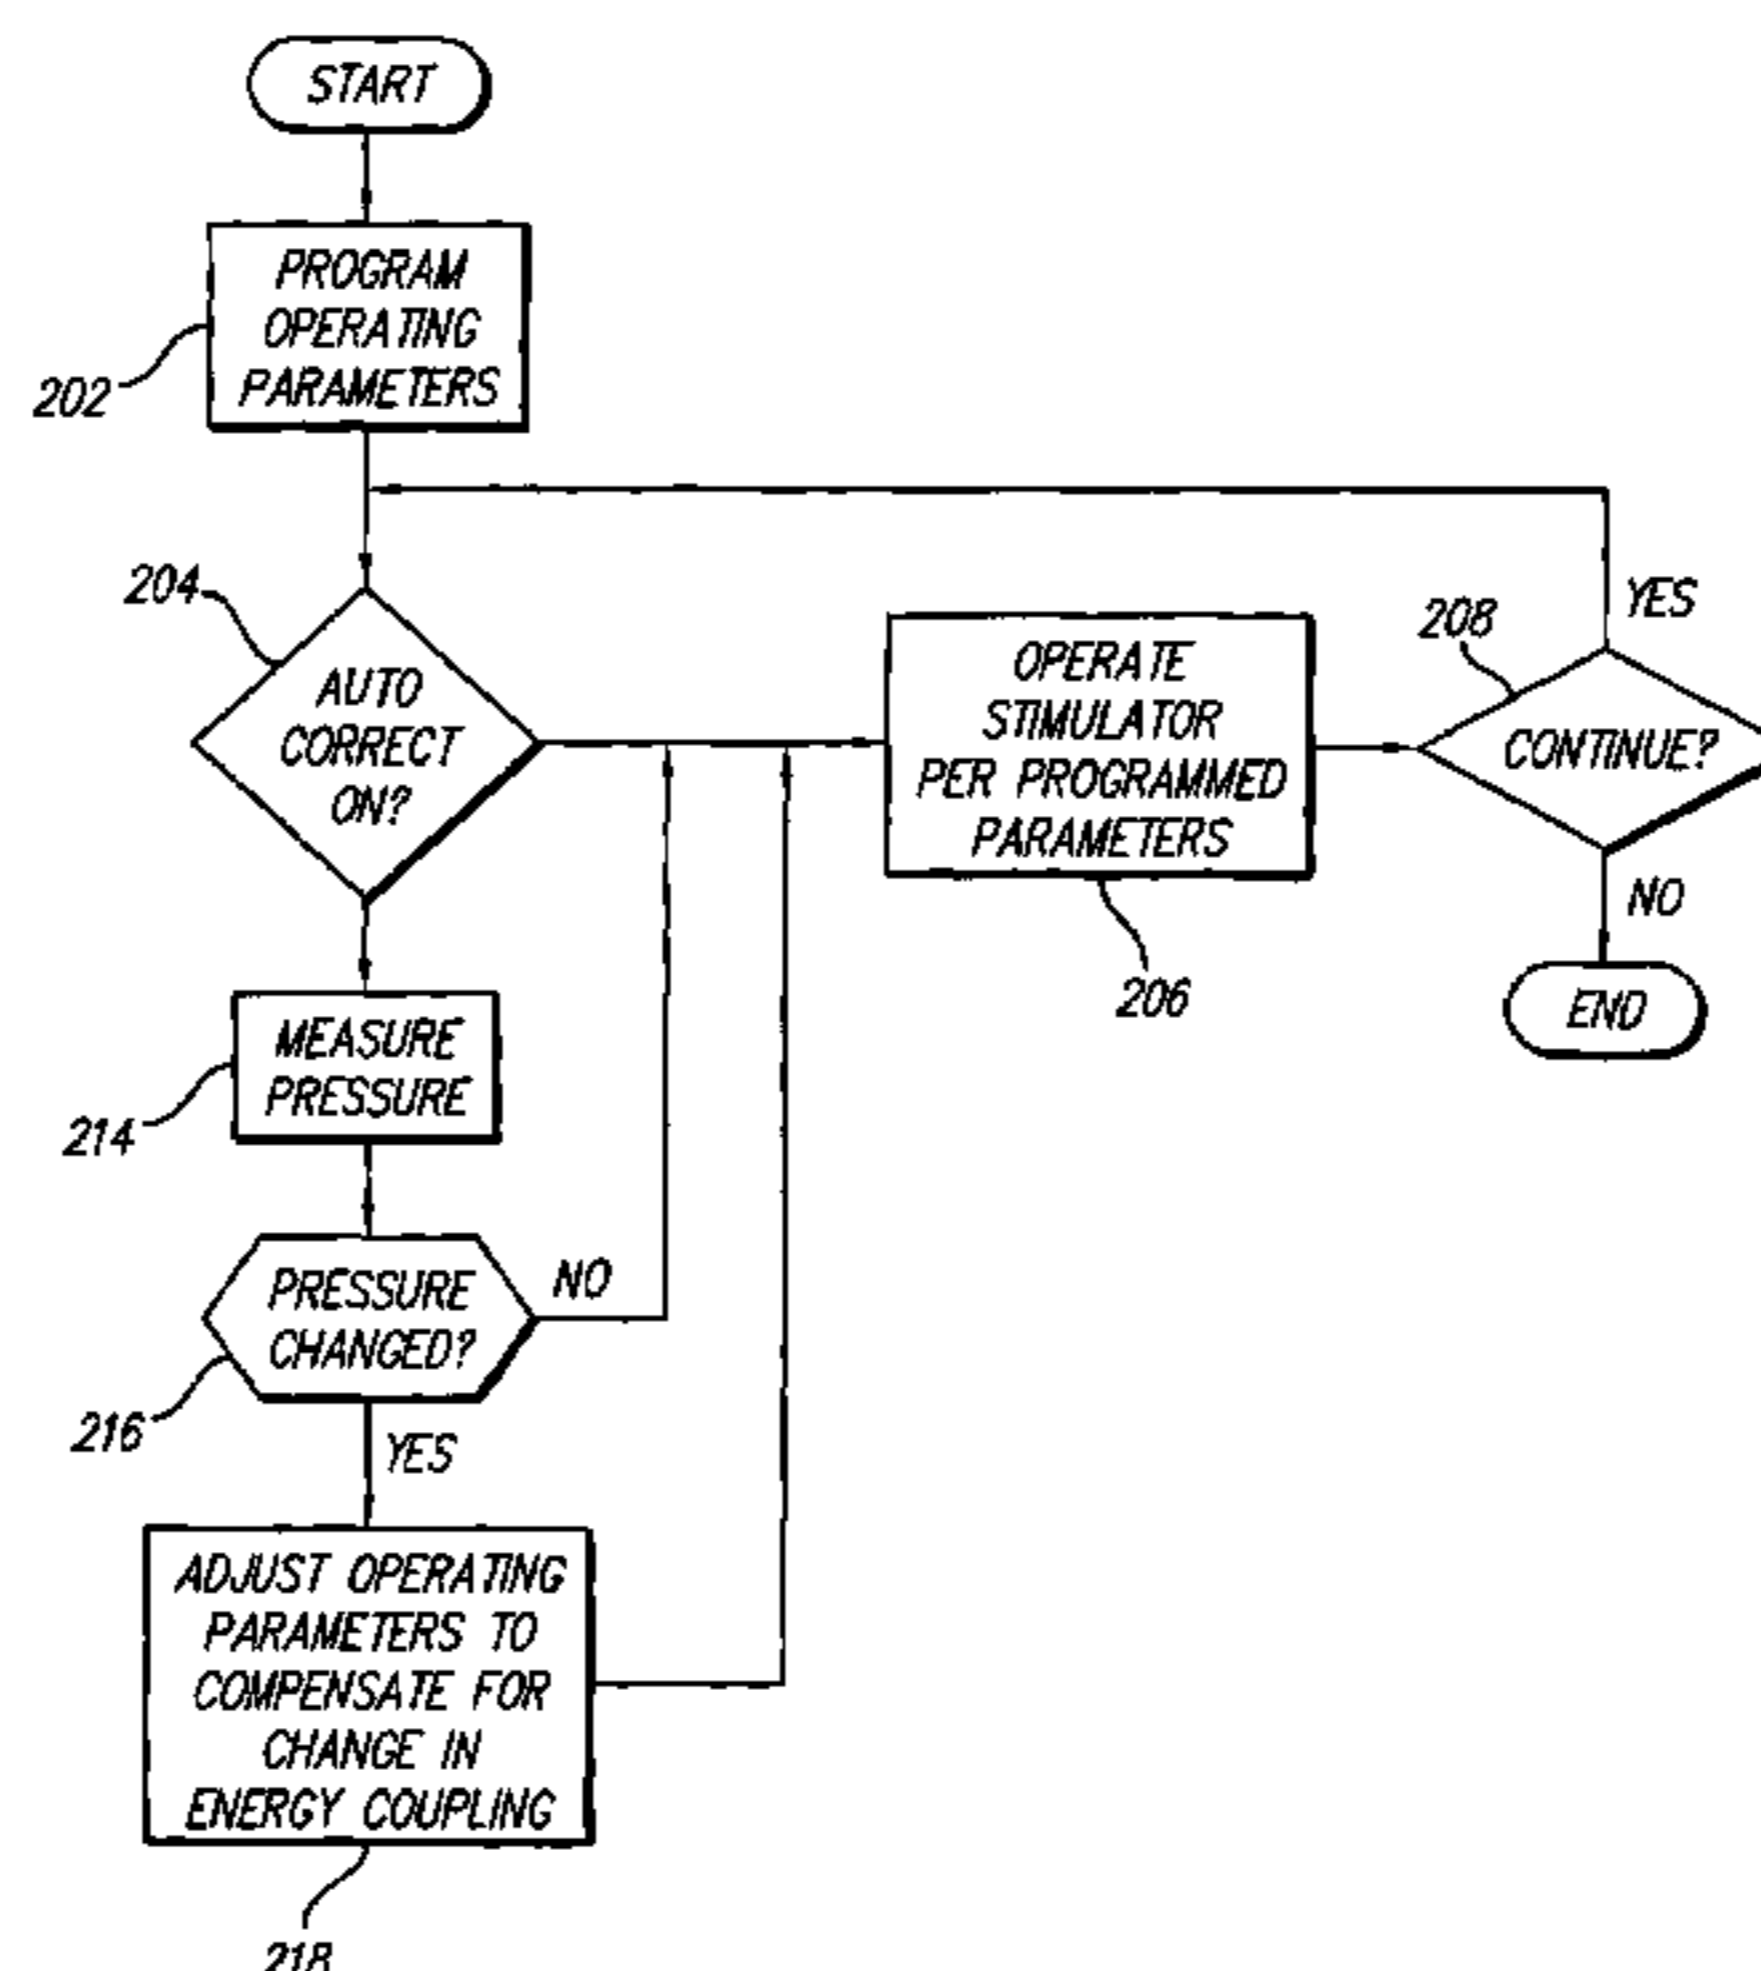 START
PROGRAM
OPERATING
PARAMETERS
202
204
AUTO
CORRECT
ON?
OPERATE
STIMULATOR
PER PROGRAMMED
PARAMETERS
206
208
YES
CONTINUE?
NO
END
MEASURE
PRESSURE
214
PRESSURE
CHANGED?
NO
216
YES
ADJUST OPERATING
PARAMETERS TO
COMPENSATE FOR
CHANGE IN
ENERGY COUPLING
218